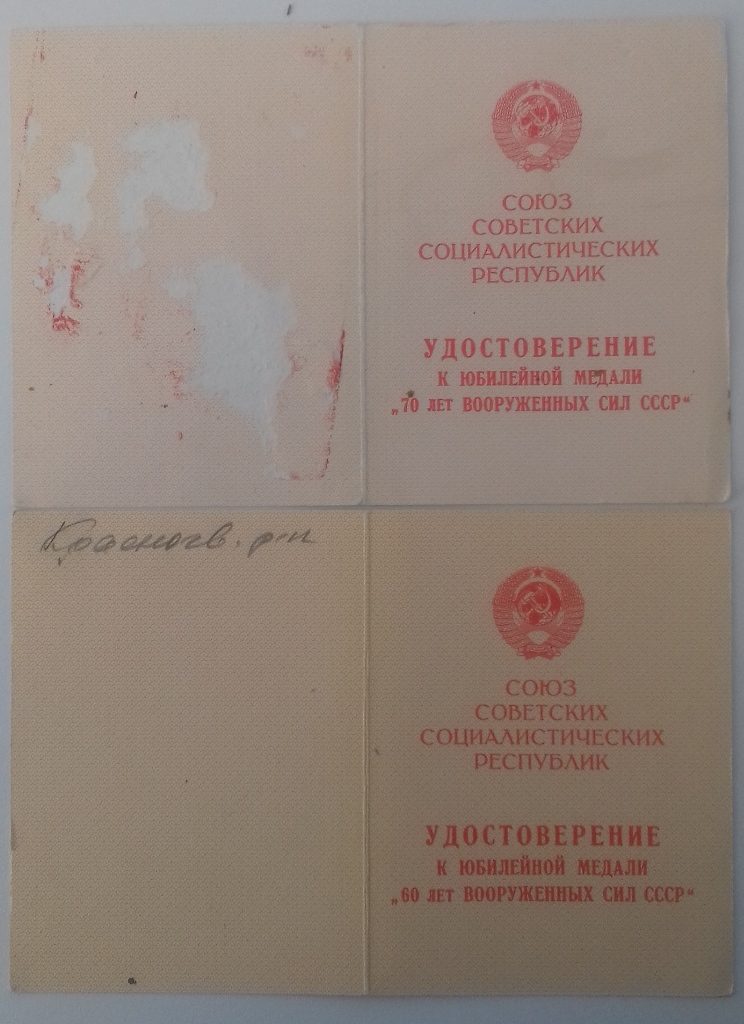 СОЮЗ
СОВЕТСКИХ
СОЦИАЛИСТИЧЕСКИХ
РЕСПУБЛИК
УДОСТОВЕРЕНИЕ
К ЮБИЛЕЙНОЙ МЕДАЛИ
„70 ЛЕТ ВООРУЖЕННЫХ СИЛ СССР“
Красногв. р-н
СОЮЗ
СОВЕТСКИХ
СОЦИАЛИСТИЧЕСКИХ
РЕСПУБЛИК
УДОСТОВЕРЕНИЕ
К ЮБИЛЕЙНОЙ МЕДАЛИ
„60 ЛЕТ ВООРУЖЕННЫХ СИЛ СССР“